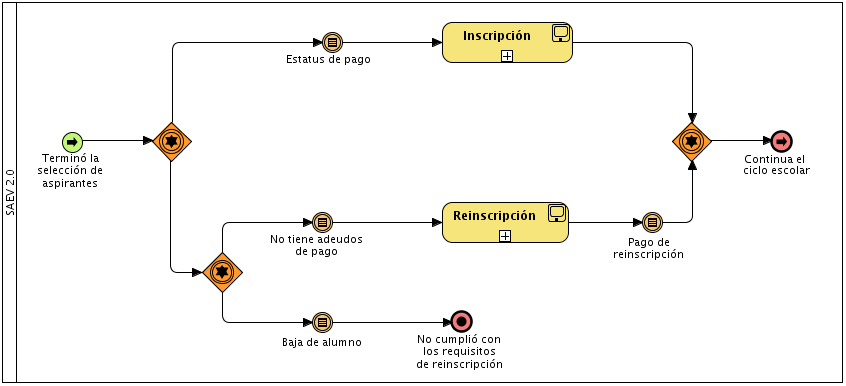 SAEV 2.0
Terminó la
selección de
aspirantes
Estatus de pago
Inscripción
Continua el
ciclo escolar
No tiene adeudos
de pago
Reinscripción
Pago de
reinscripción
Baja de alumno
No cumplió con
los requisitos
de reinscripción